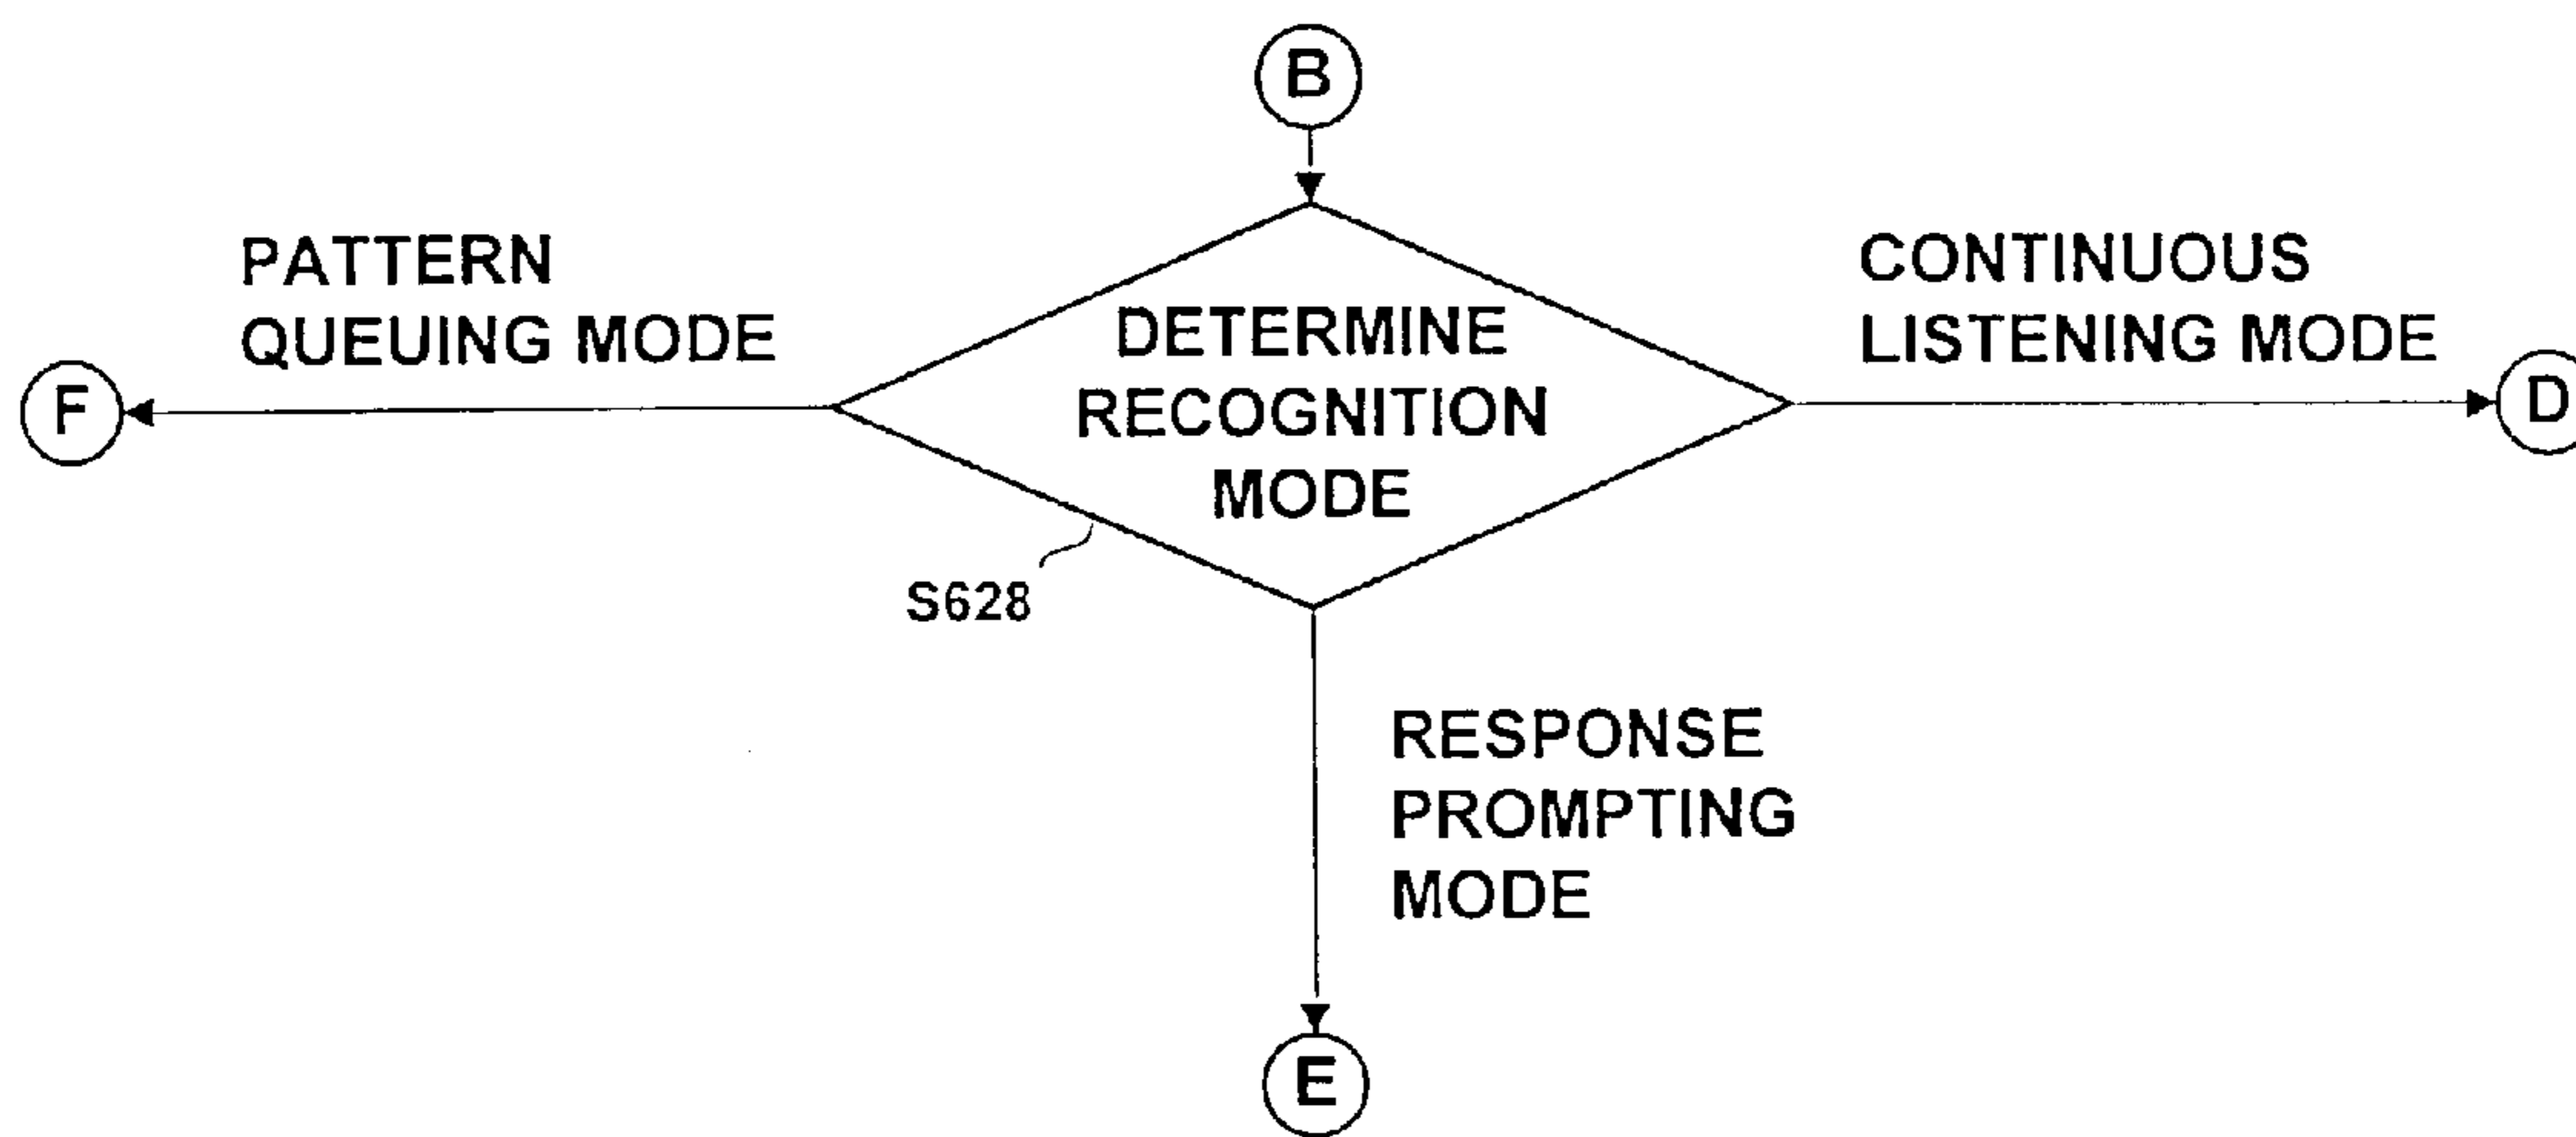 B
PATTERN
QUEUING MODE
CONTINUOUS
LISTENING MODE
DETERMINE
RECOGNITION
MODE
F
D
S628
RESPONSE
PROMPTING
MODE
E